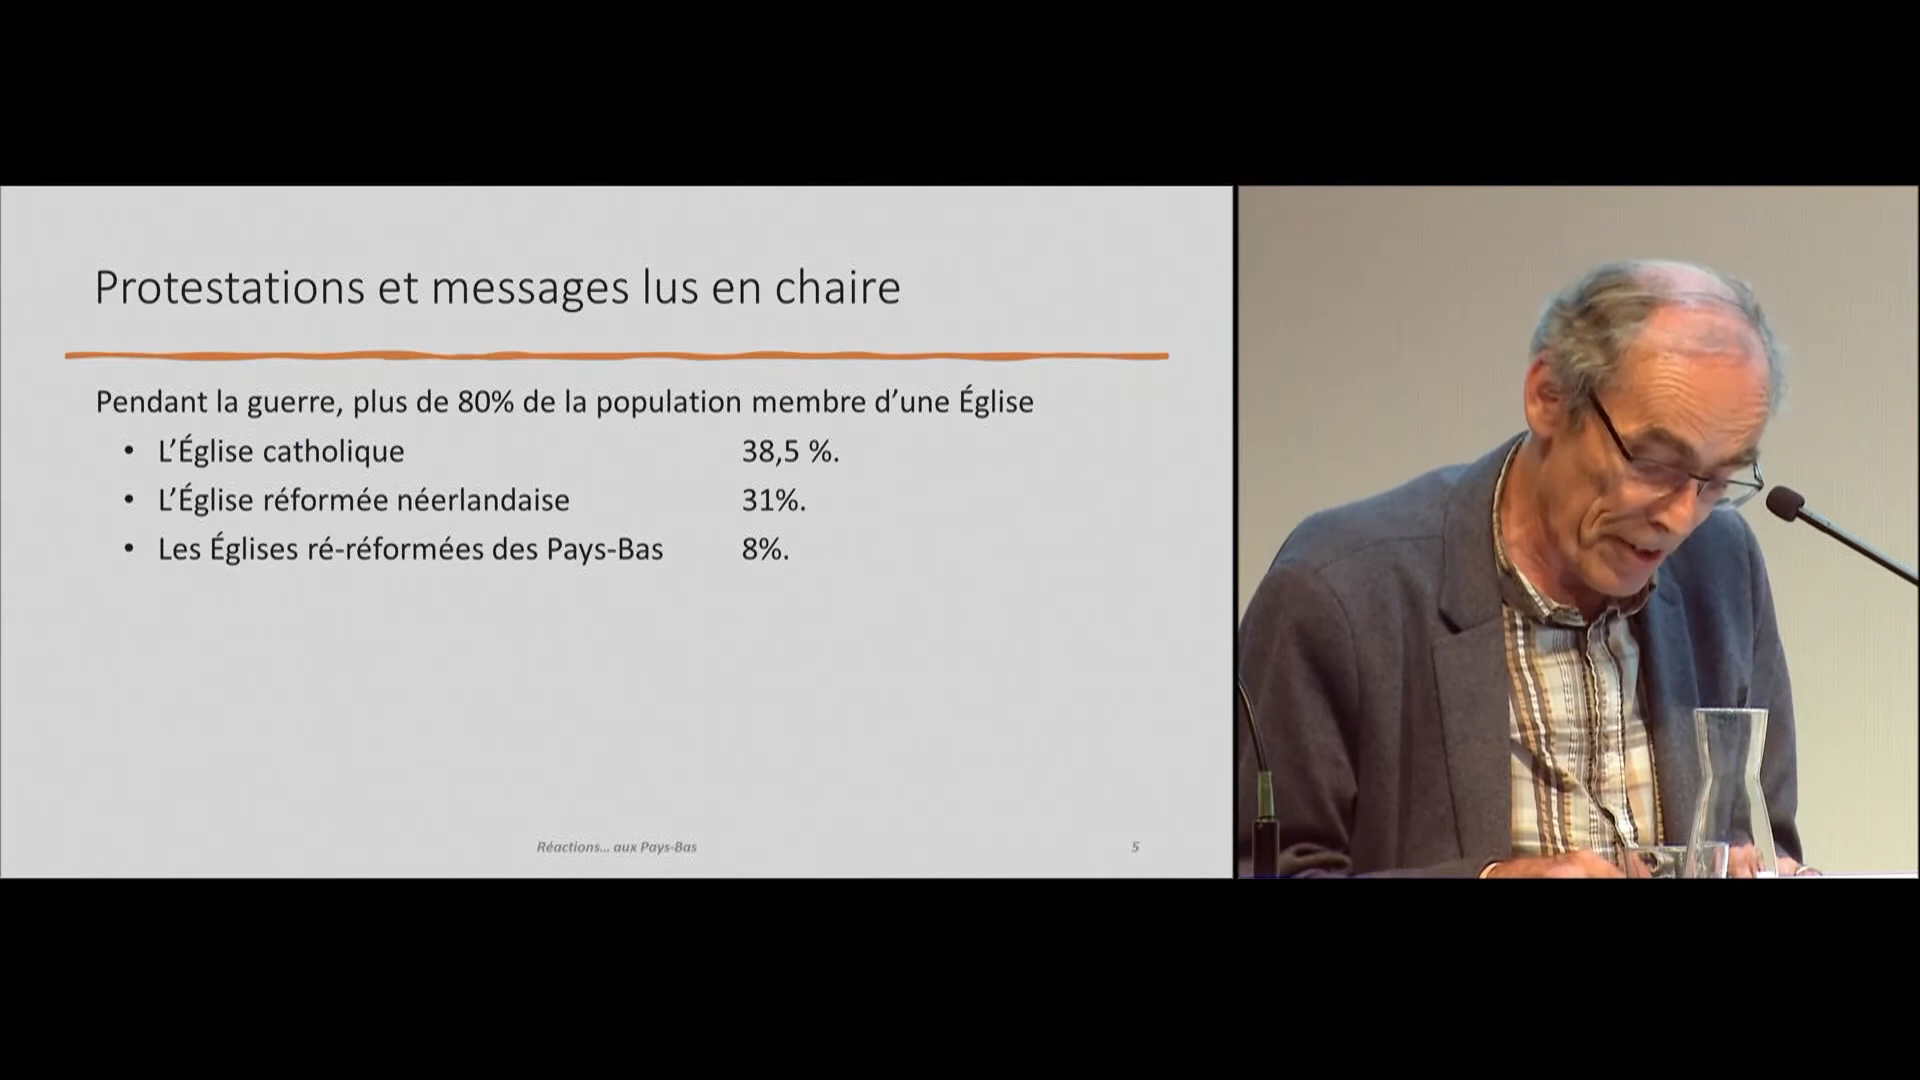 Protestations et messages lus en chaire
Pendant la guerre, plus de 80% de la population membre d’une Église
• L’Église catholique 38,5 %.
• L’Église réformée néerlandaise 31%.
• Les Églises ré-réformées des Pays-Bas 8%.
Réactions... aux Pays-Bas 5